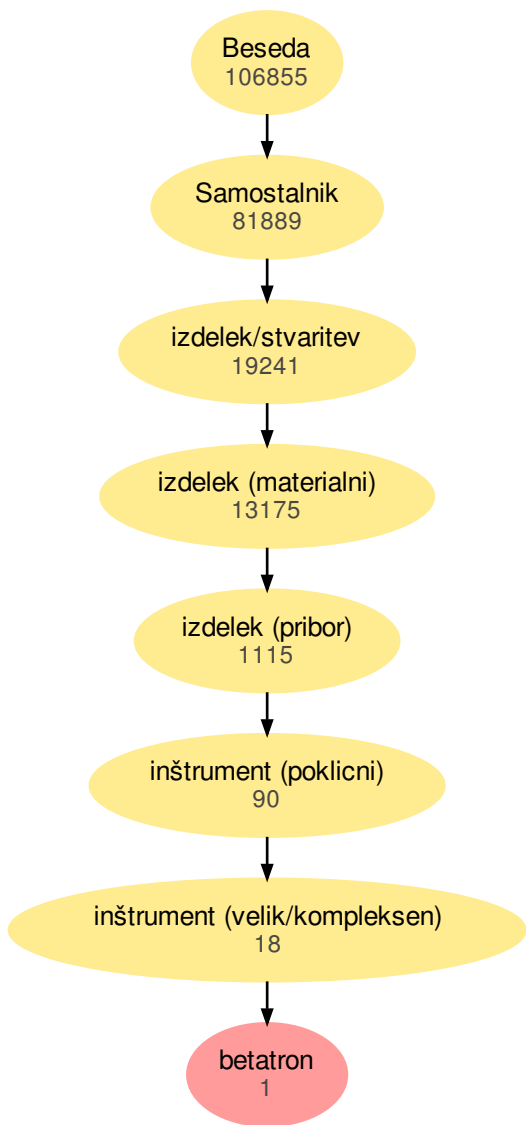 Beseda
106855
Samostalnik
81889
izdelek/stvaritev
19241
izdelek (materialni)
13175
izdelek (pribor)
1115
inštrument (poklicni)
90
inštrument (velik/kompleksen)
18
betatron
1